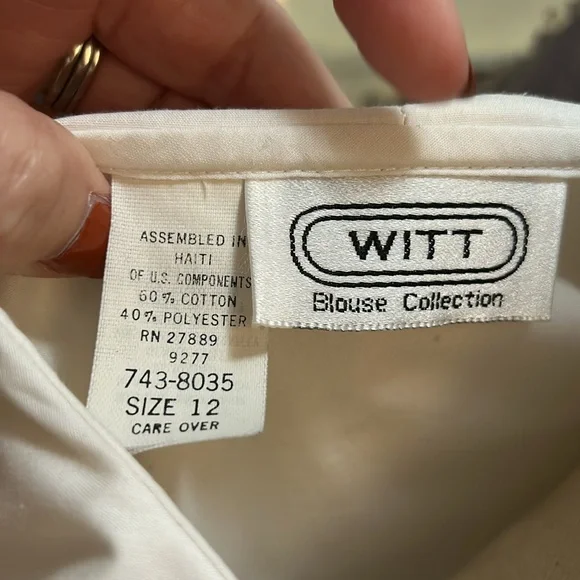 ASSEMBLED IN
HAITI
OF U.S. COMPONENTS
60% COTTON
40% POLYESTER
RN 27889
9277
743-8035
SIZE 12
CARE OVER
WITT
Blouse Collection